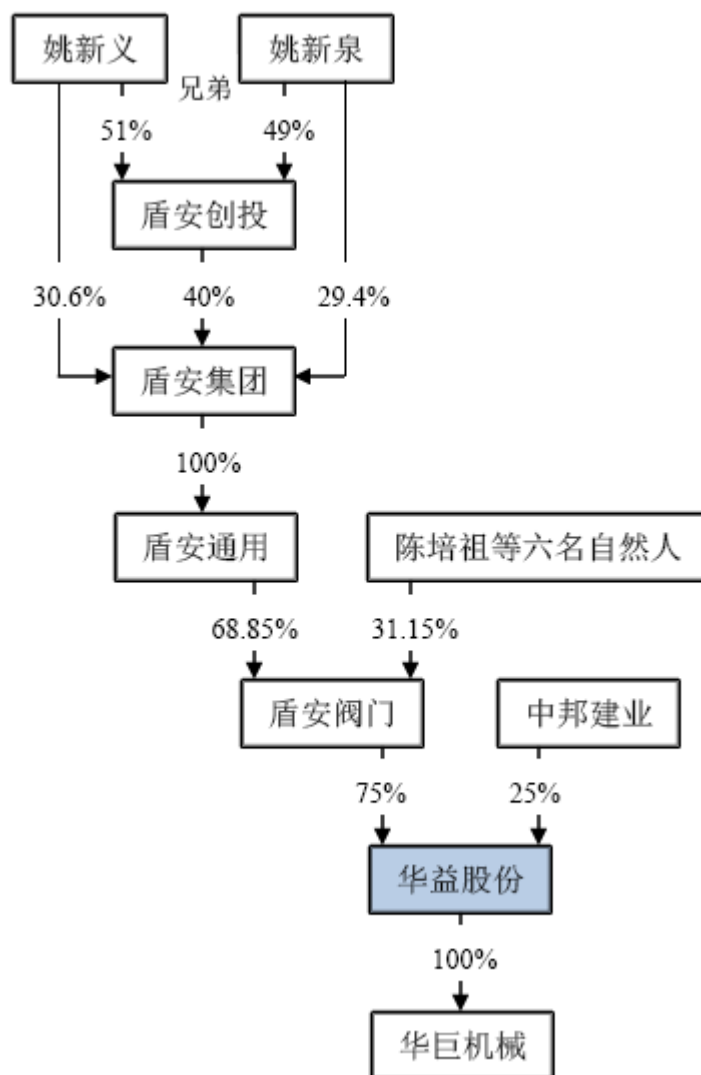 姚新义
姚新泉
兄弟
51%
49%
盾安创投
30.6%
40%
29.4%
盾安集团
100%
盾安通用
陈培祖等六名自然人
68.85%
31.15%
盾安阀门
中邦建业
75%
25%
华益股份
100%
华巨机械